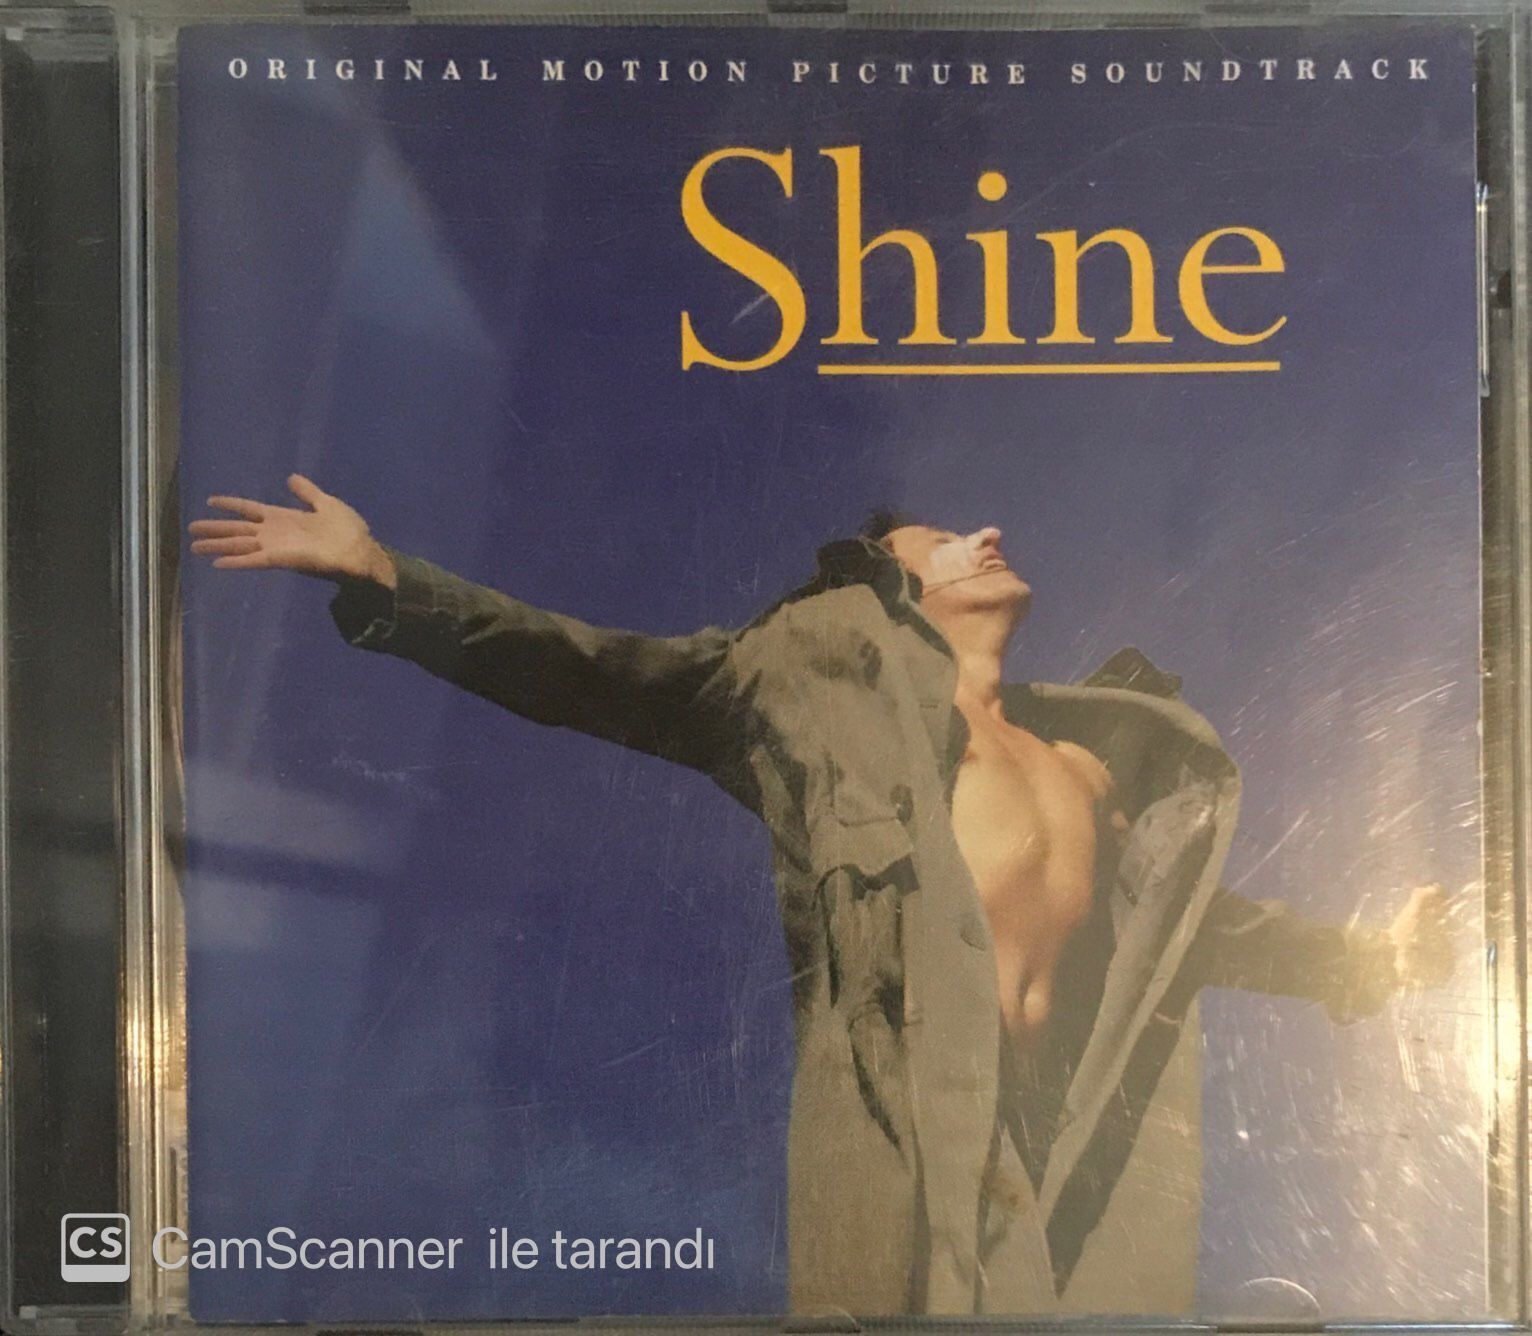 ORIGINAL MOTION PICTURE SOUNDTRACK
Shine
CS CamScanner ile tarandı